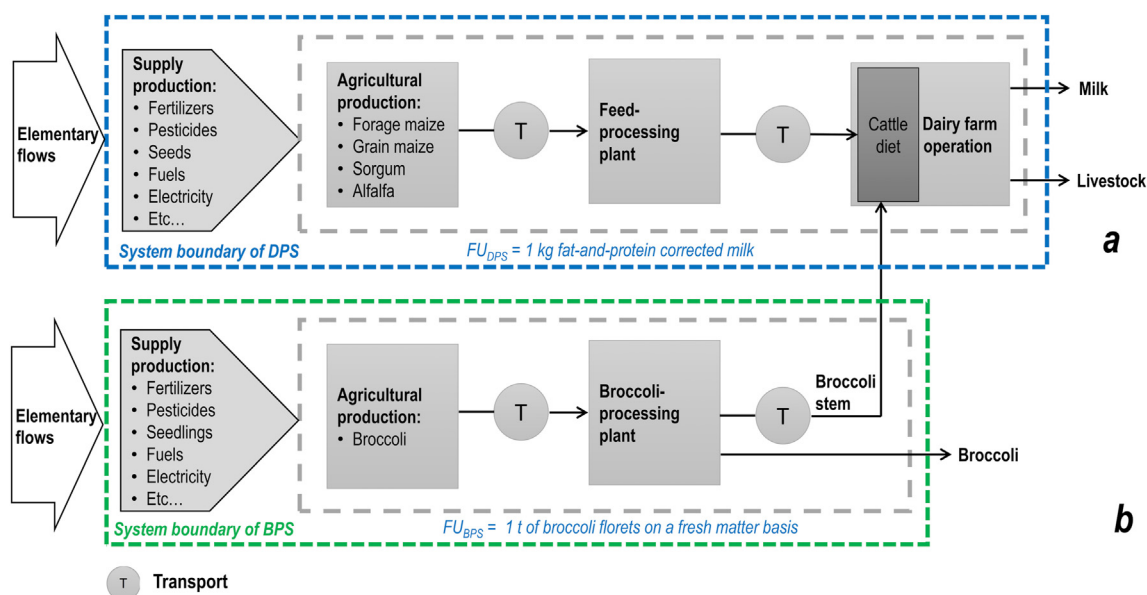 Elementary
flows
Supply
production:
• Fertilizers
• Pesticides
• Seeds
• Fuels
• Electricity
• Etc…
Agricultural
production:
• Forage maize
• Grain maize
• Sorgum
• Alfalfa
T
Feed-
processing
plant
T
Cattle
diet
Dairy farm
operation
Milk
Livestock
System boundary of DPS
FU_DPS = 1 kg fat-and-protein corrected milk
a
Elementary
flows
Supply
production:
• Fertilizers
• Pesticides
• Seedlings
• Fuels
• Electricity
• Etc…
Agricultural
production:
• Broccoli
T
Broccoli-
processing
plant
T
Broccoli
stem
Broccoli
System boundary of BPS
FU_BPS = 1 t of broccoli florets on a fresh matter basis
b
T Transport